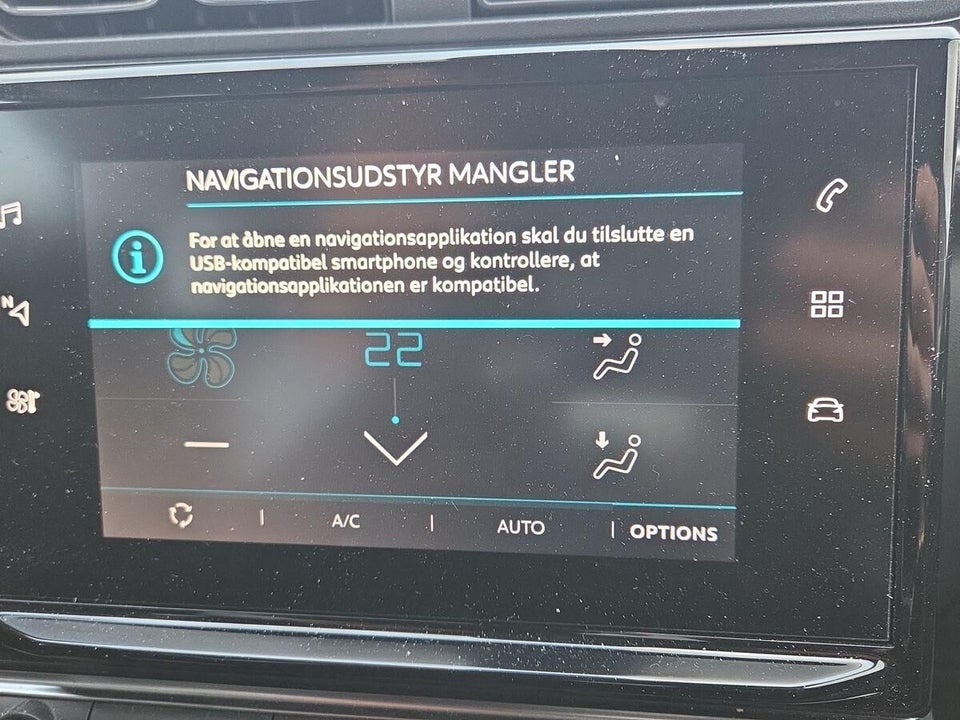 NAVIGATIONSUDSTYR MANGLER
For at åbne en navigationsapplikation skal du tilslutte en
USB-kompatibel smartphone og kontrollere, at
navigationsapplikationen er kompatibel.
N
22
A/C | AUTO | OPTIONS